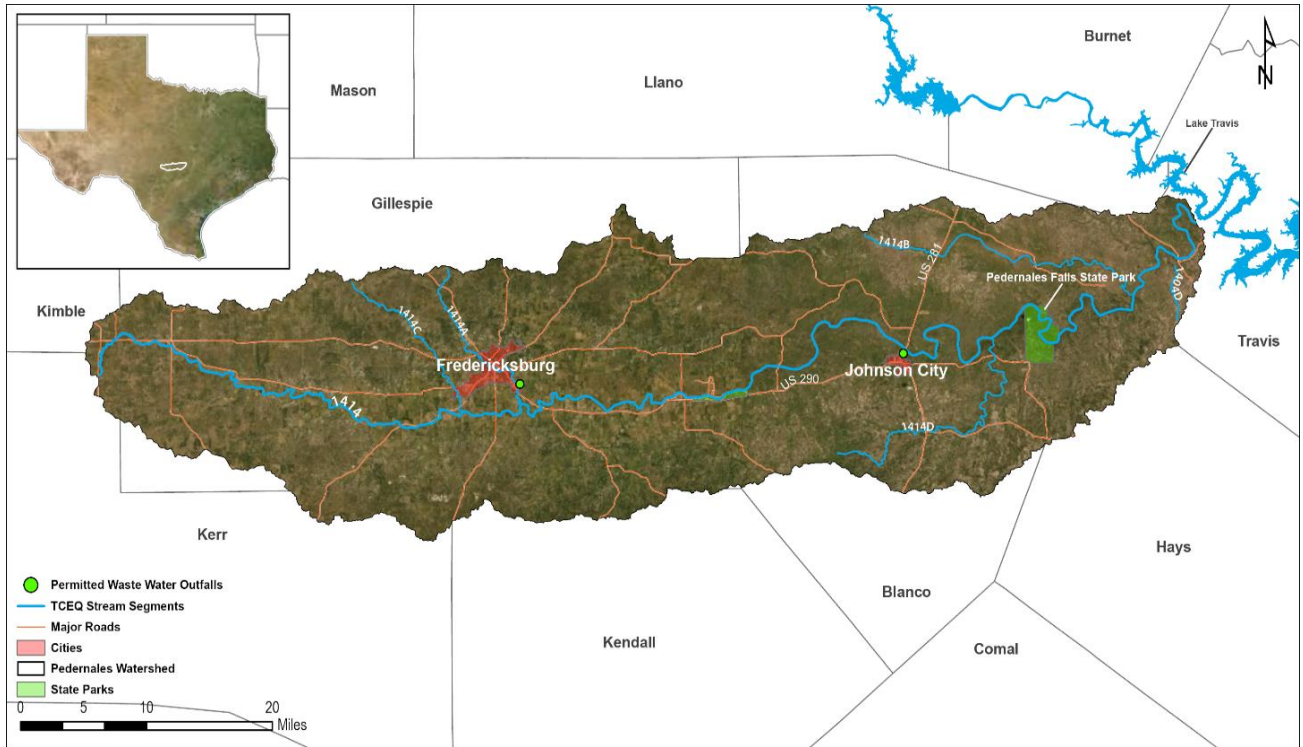 Burnet
Mason
Llano
N
Lake Travis
Gillespie
1414B
US 281
Pedernales Falls State Park
1404D
Kimble
1414C
1414A
Travis
Fredericksburg
Johnson City
US 290
1414
1414D
Kerr
Hays
Blanco
Kendall
Comal
Permitted Waste Water Outfalls
TCEQ Stream Segments
Major Roads
Cities
Pedernales Watershed
State Parks
0 5 10 20
Miles